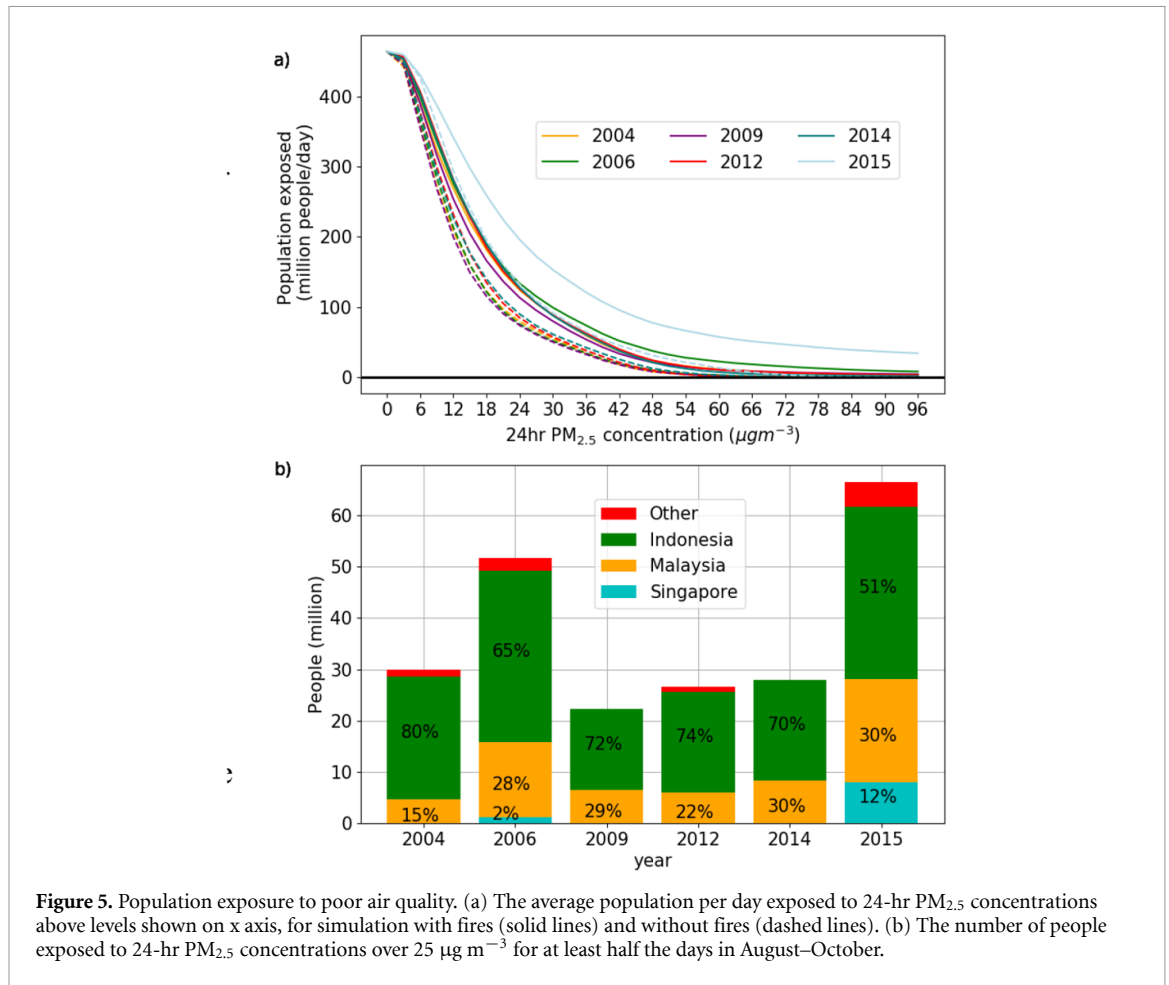 a)
400
300
200
100
0
Population exposed
(million people/day)
2004 2009 2014
2006 2012 2015
0 6 12 18 24 30 36 42 48 54 60 66 72 78 84 90 96
24hr PM2.5 concentration (μgm−3)
b)
60
50
40
30
20
10
0
People (million)
Other
Indonesia
Malaysia
Singapore
80%
15%
65%
28%
2%
72%
29%
74%
22%
70%
30%
51%
30%
12%
2004 2006 2009 2012 2014 2015
year
e
Figure 5. Population exposure to poor air quality. (a) The average population per day exposed to 24-hr PM2.5 concentrations
above levels shown on x axis, for simulation with fires (solid lines) and without fires (dashed lines). (b) The number of people
exposed to 24-hr PM2.5 concentrations over 25 μg m−3 for at least half the days in August–October.